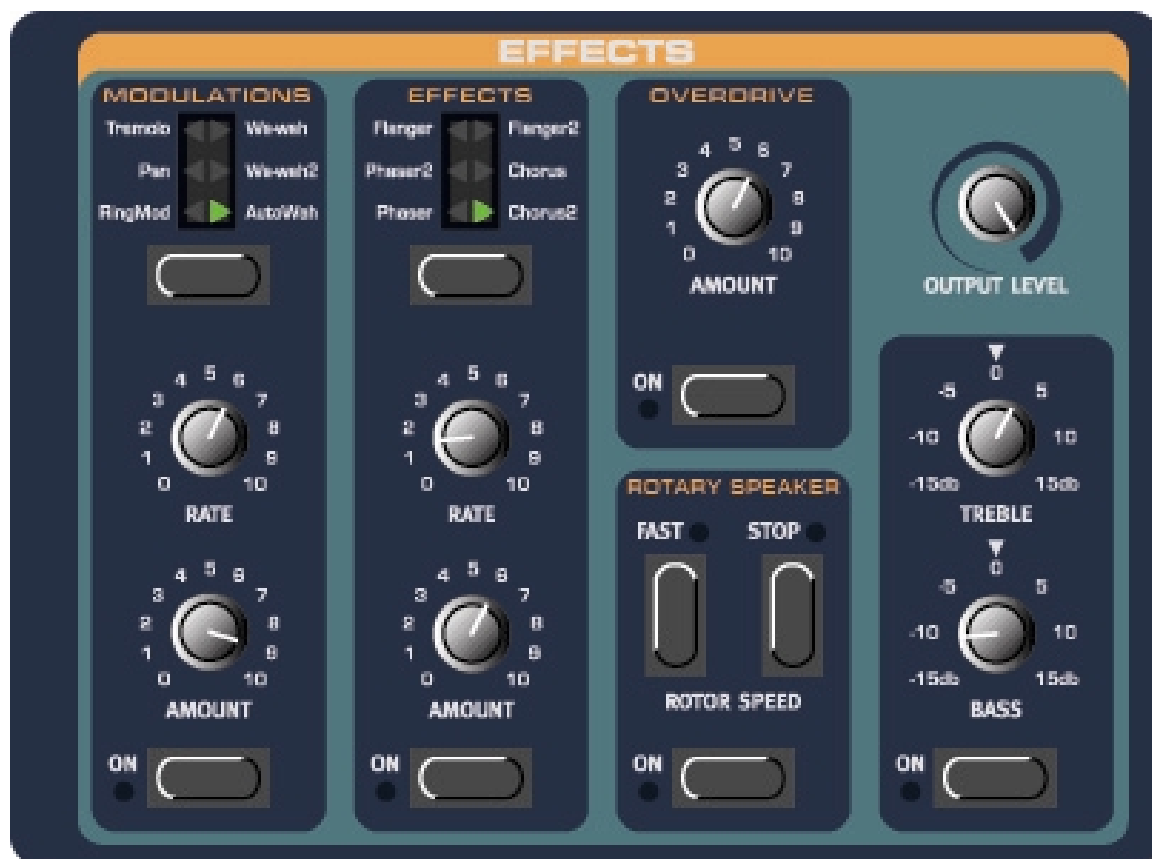 EFFECTS
MODULATIONS
Tremolo Wa-wah
Pan Wa-wah2
RingMod AutoWah
5
4 6
3 7
2 8
1 9
0 10
RATE
5
4 6
3 7
2 8
1 9
0 10
AMOUNT
ON
EFFECTS
Flanger Flanger2
Phaser2 Chorus
Phaser Chorus2
5
4 6
3 7
2 8
1 9
0 10
RATE
5
4 6
3 7
2 8
1 9
0 10
AMOUNT
ON
OVERDRIVE
5
4 6
3 7
2 8
1 9
0 10
AMOUNT
ON
ROTARY SPEAKER
FAST STOP
ROTOR SPEED
ON
OUTPUT LEVEL
0
-5 5
-10 10
-15db 15db
TREBLE
0
-5 5
-10 10
-15db 15db
BASS
ON